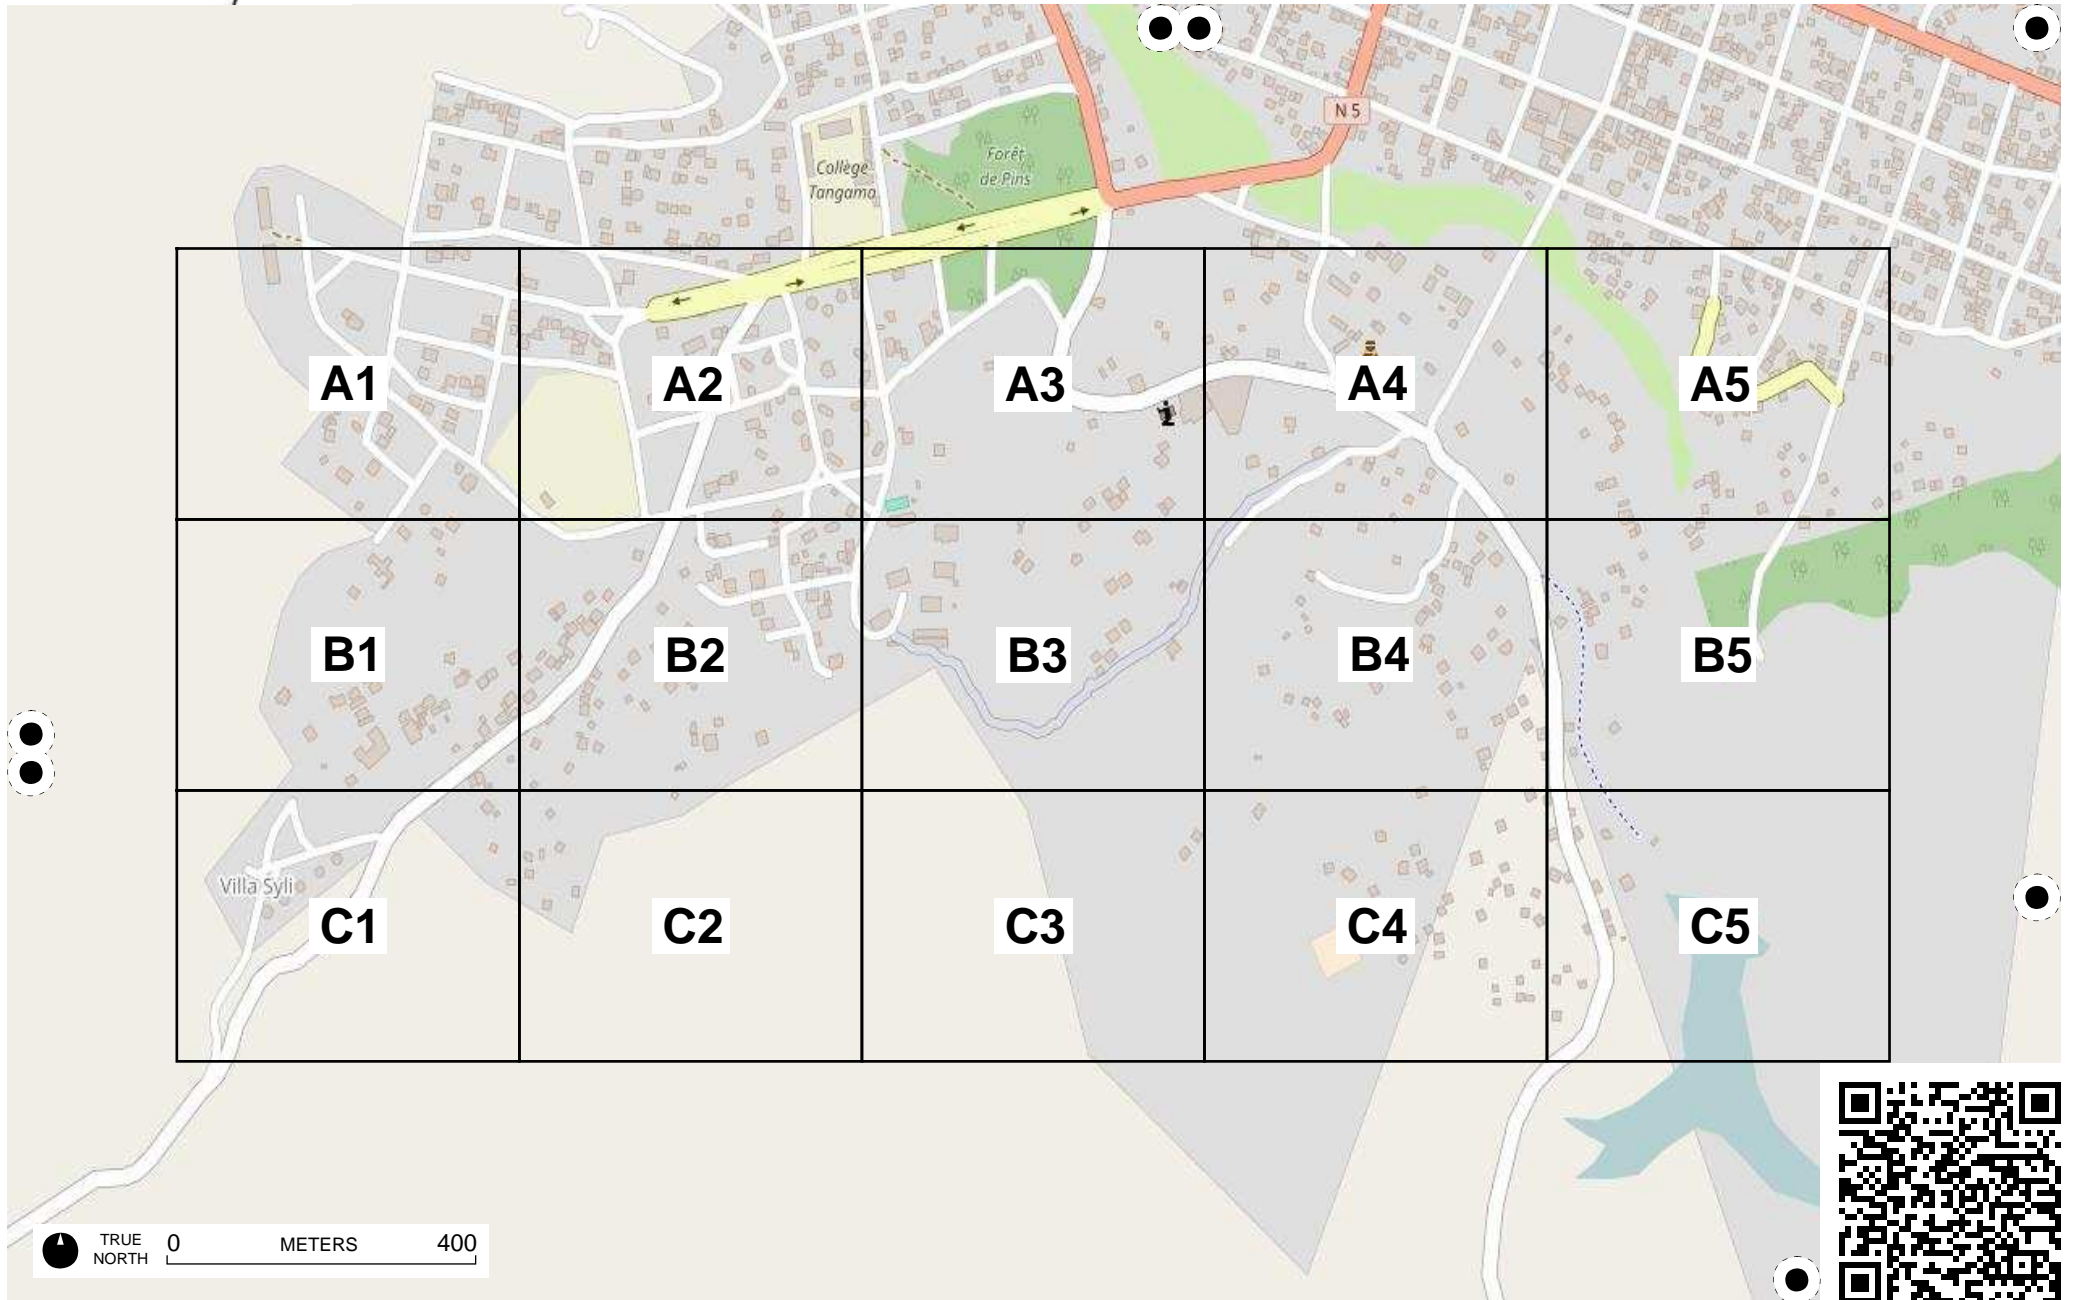 N 5
Collège
Tangama
Forêt
de Pins
A1
A2
A3
A4
A5
B1
B2
B3
B4
B5
Villa Syli
C1
C2
C3
C4
C5
TRUE
NORTH
0 METERS 400